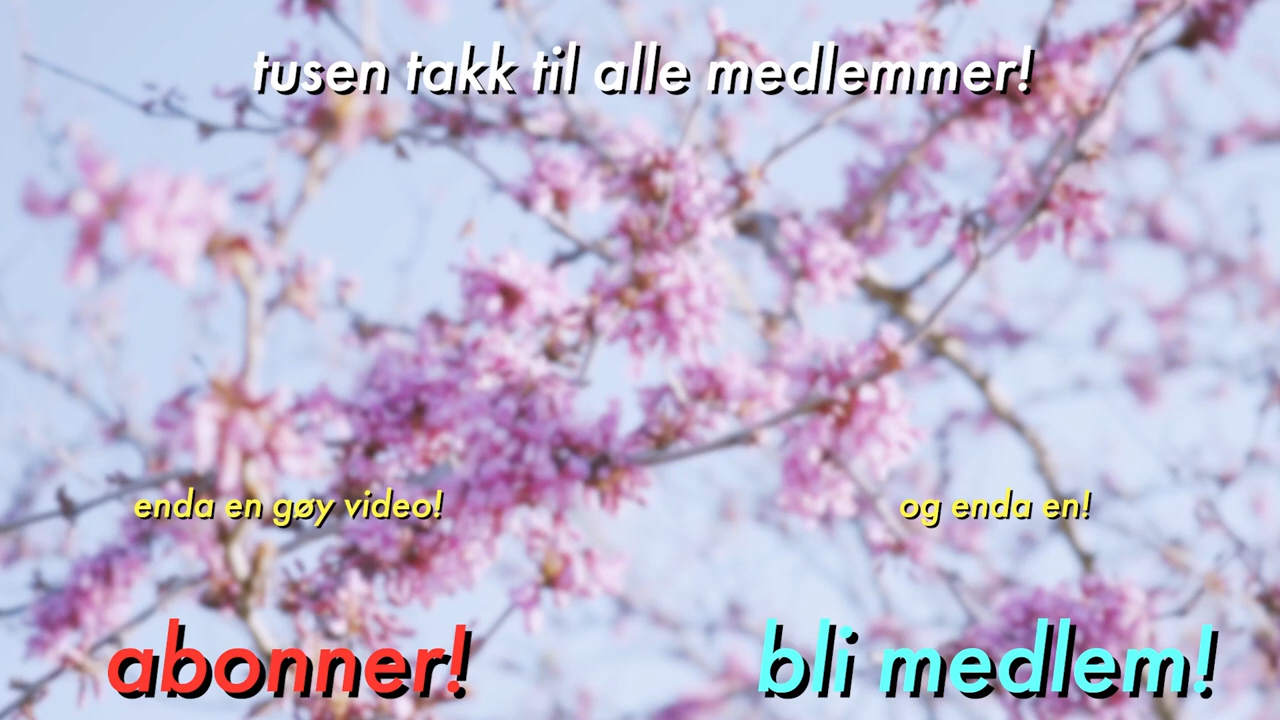 tusen takk til alle medlemmer!
enda en gøy video!
og enda en!
abonner!
bli medlem!